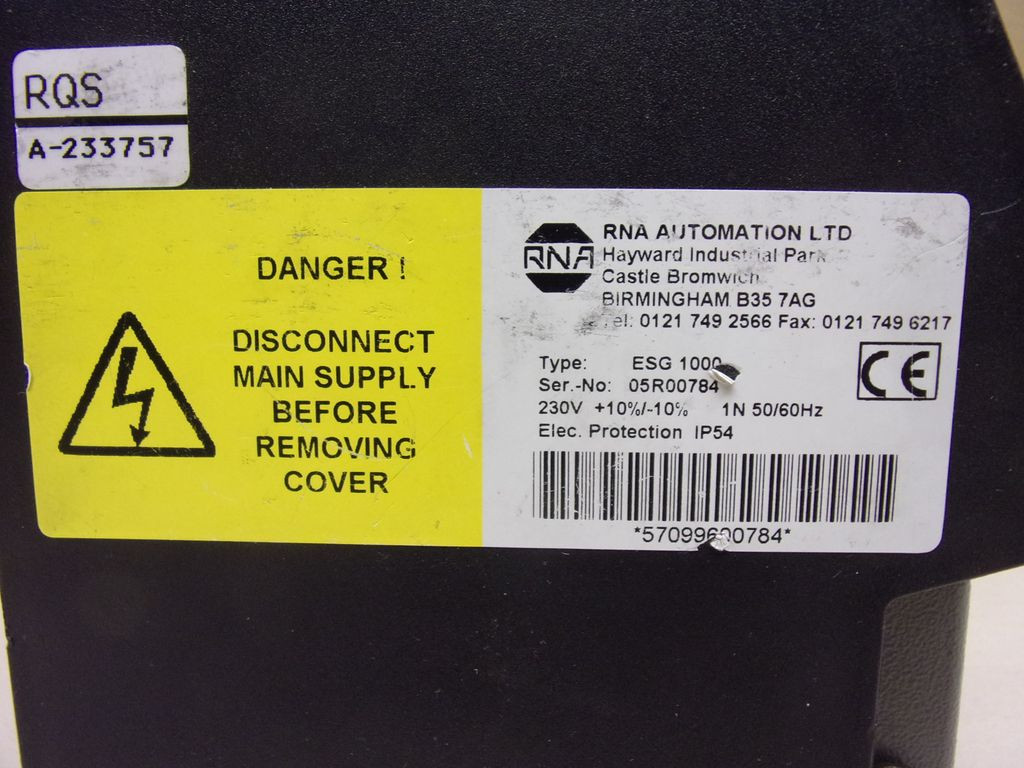 RQS
A-233757
DANGER !
DISCONNECT
MAIN SUPPLY
BEFORE
REMOVING
COVER
RNA
RNA AUTOMATION LTD
Hayward Industrial Park
Castle Bromwich
BIRMINGHAM B35 7AG
Tel: 0121 749 2566 Fax: 0121 749 6217
Type: ESG 1000
Ser.-No: 05R00784
230V +10%/-10% 1N 50/60Hz
Elec. Protection IP54
CE
*57099600784*